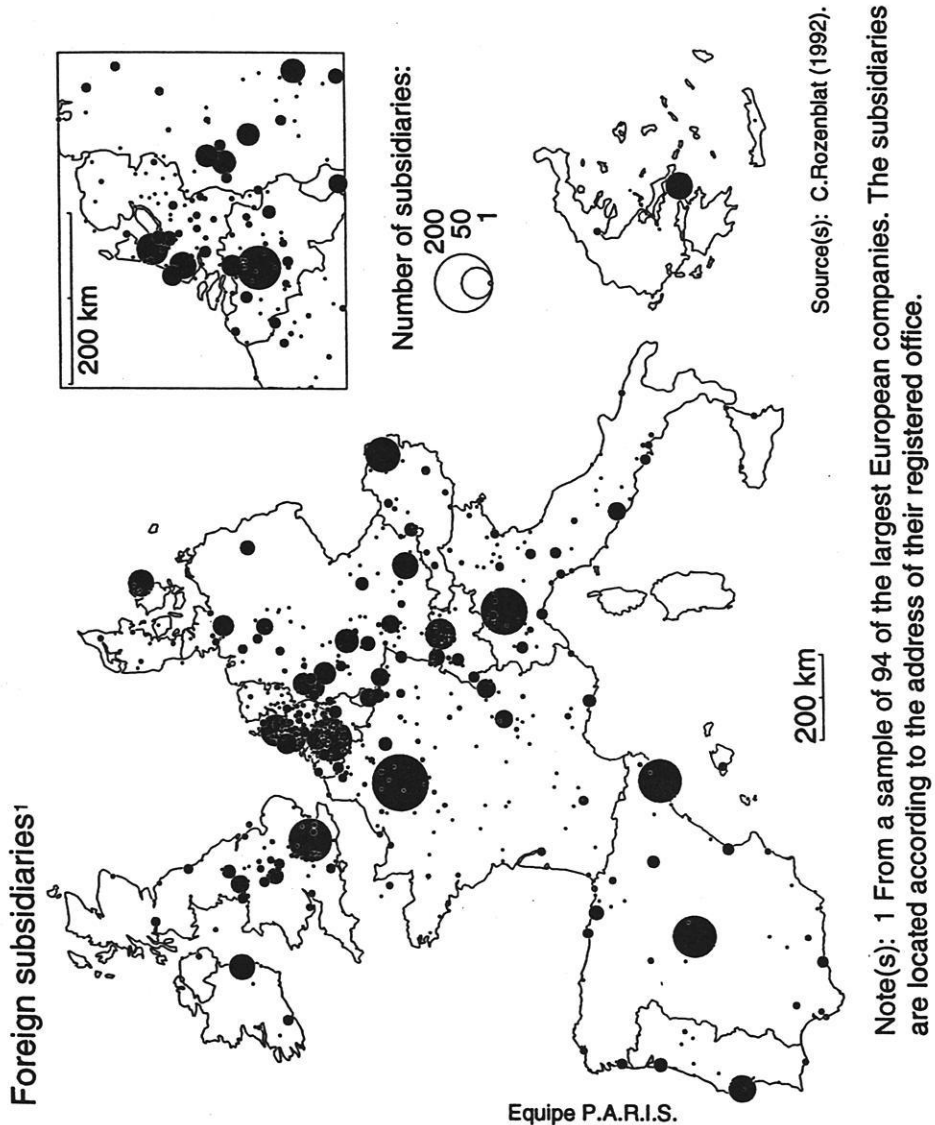 Foreign subsidiaries¹
200 km
Number of subsidiaries:
200
50
1
200 km
Equipe P.A.R.I.S.
Source(s): C.Rozenblat (1992).
Note(s): 1 From a sample of 94 of the largest European companies. The subsidiaries
are located according to the address of their registered office.